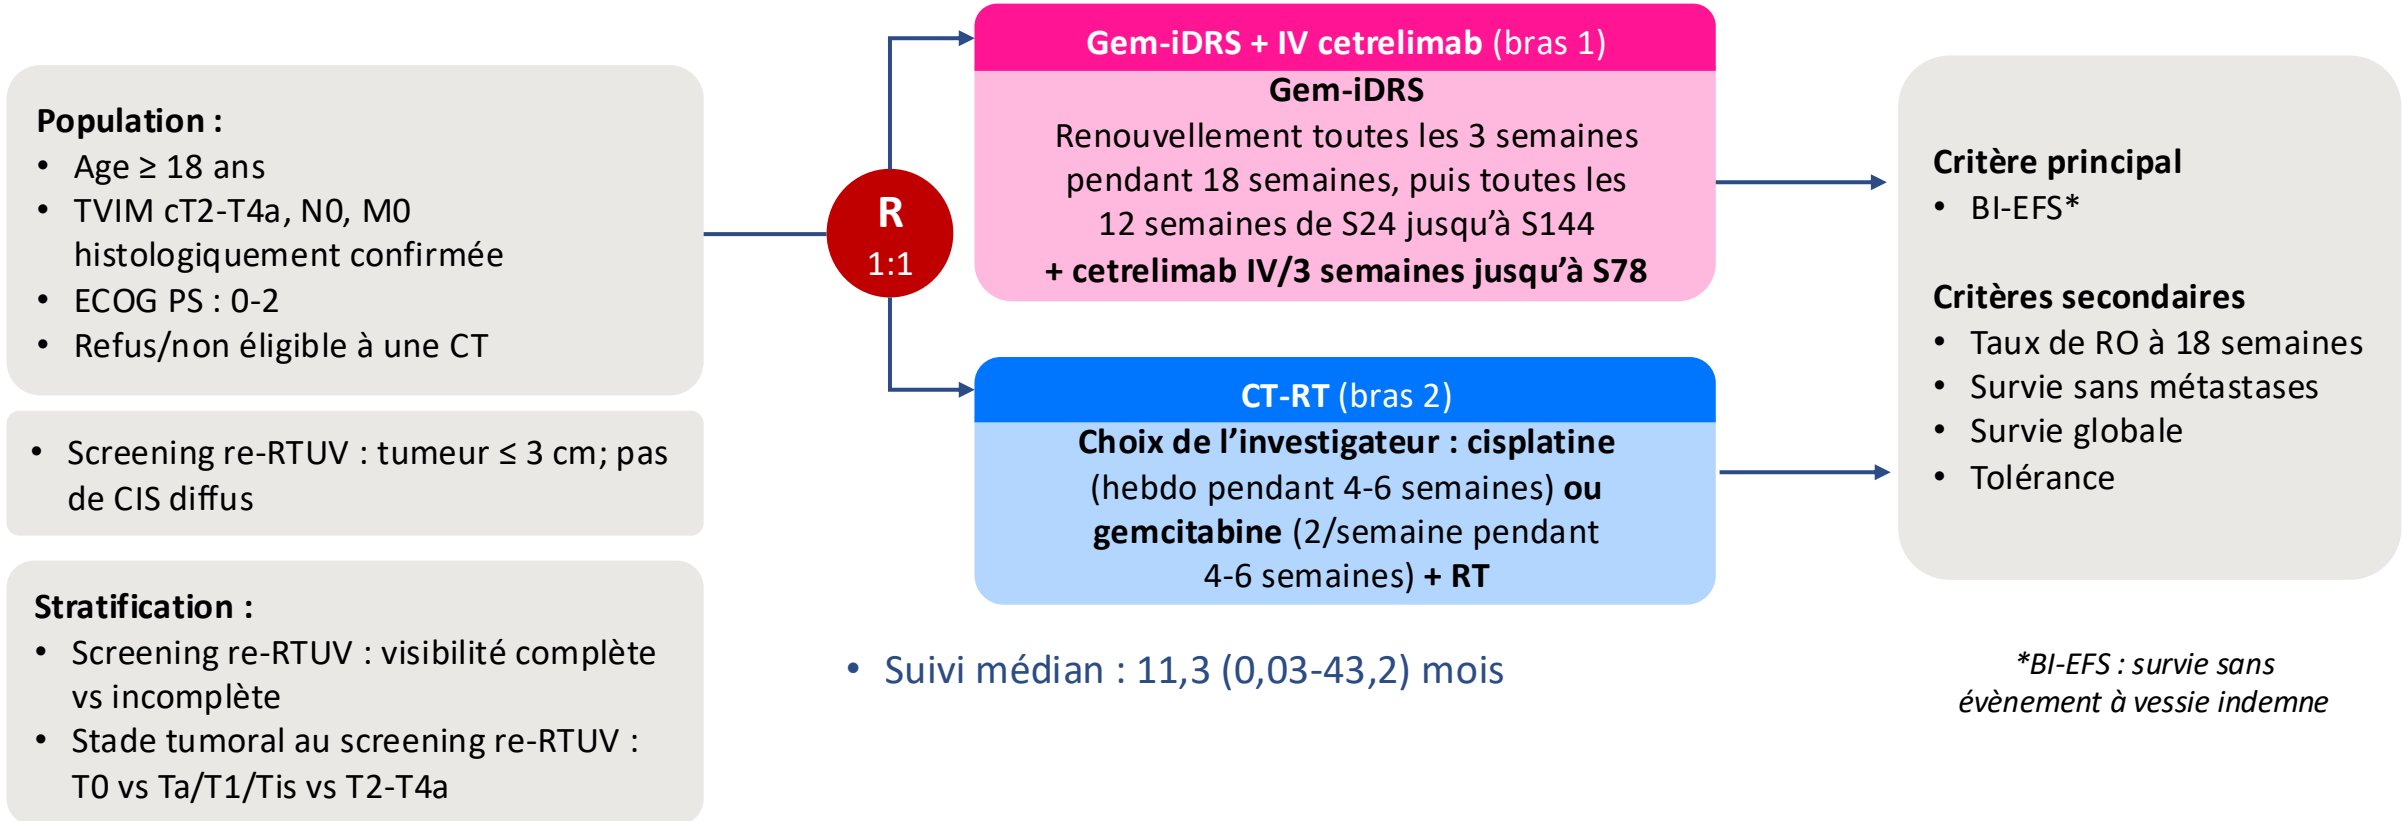 Population :
• Age ≥ 18 ans
• TVIM cT2-T4a, N0, M0
histologiquement confirmée
• ECOG PS : 0-2
• Refus/non éligible à une CT
• Screening re-RTUV : tumeur ≤ 3 cm; pas
de CIS diffus
Stratification :
• Screening re-RTUV : visibilité complète
vs incomplète
• Stade tumoral au screening re-RTUV :
T0 vs Ta/T1/Tis vs T2-T4a
R
1:1
Gem-iDRS + IV cetrelimab (bras 1)
Gem-iDRS
Renouvellement toutes les 3 semaines
pendant 18 semaines, puis toutes les
12 semaines de S24 jusqu’à S144
+ cetrelimab IV/3 semaines jusqu’à S78
CT-RT (bras 2)
Choix de l’investigateur : cisplatine
(hebdo pendant 4-6 semaines) ou
gemcitabine (2/semaine pendant
4-6 semaines) + RT
• Suivi médian : 11,3 (0,03-43,2) mois
Critère principal
• BI-EFS*
Critères secondaires
• Taux de RO à 18 semaines
• Survie sans métastases
• Survie globale
• Tolérance
*BI-EFS : survie sans
évènement à vessie indemne